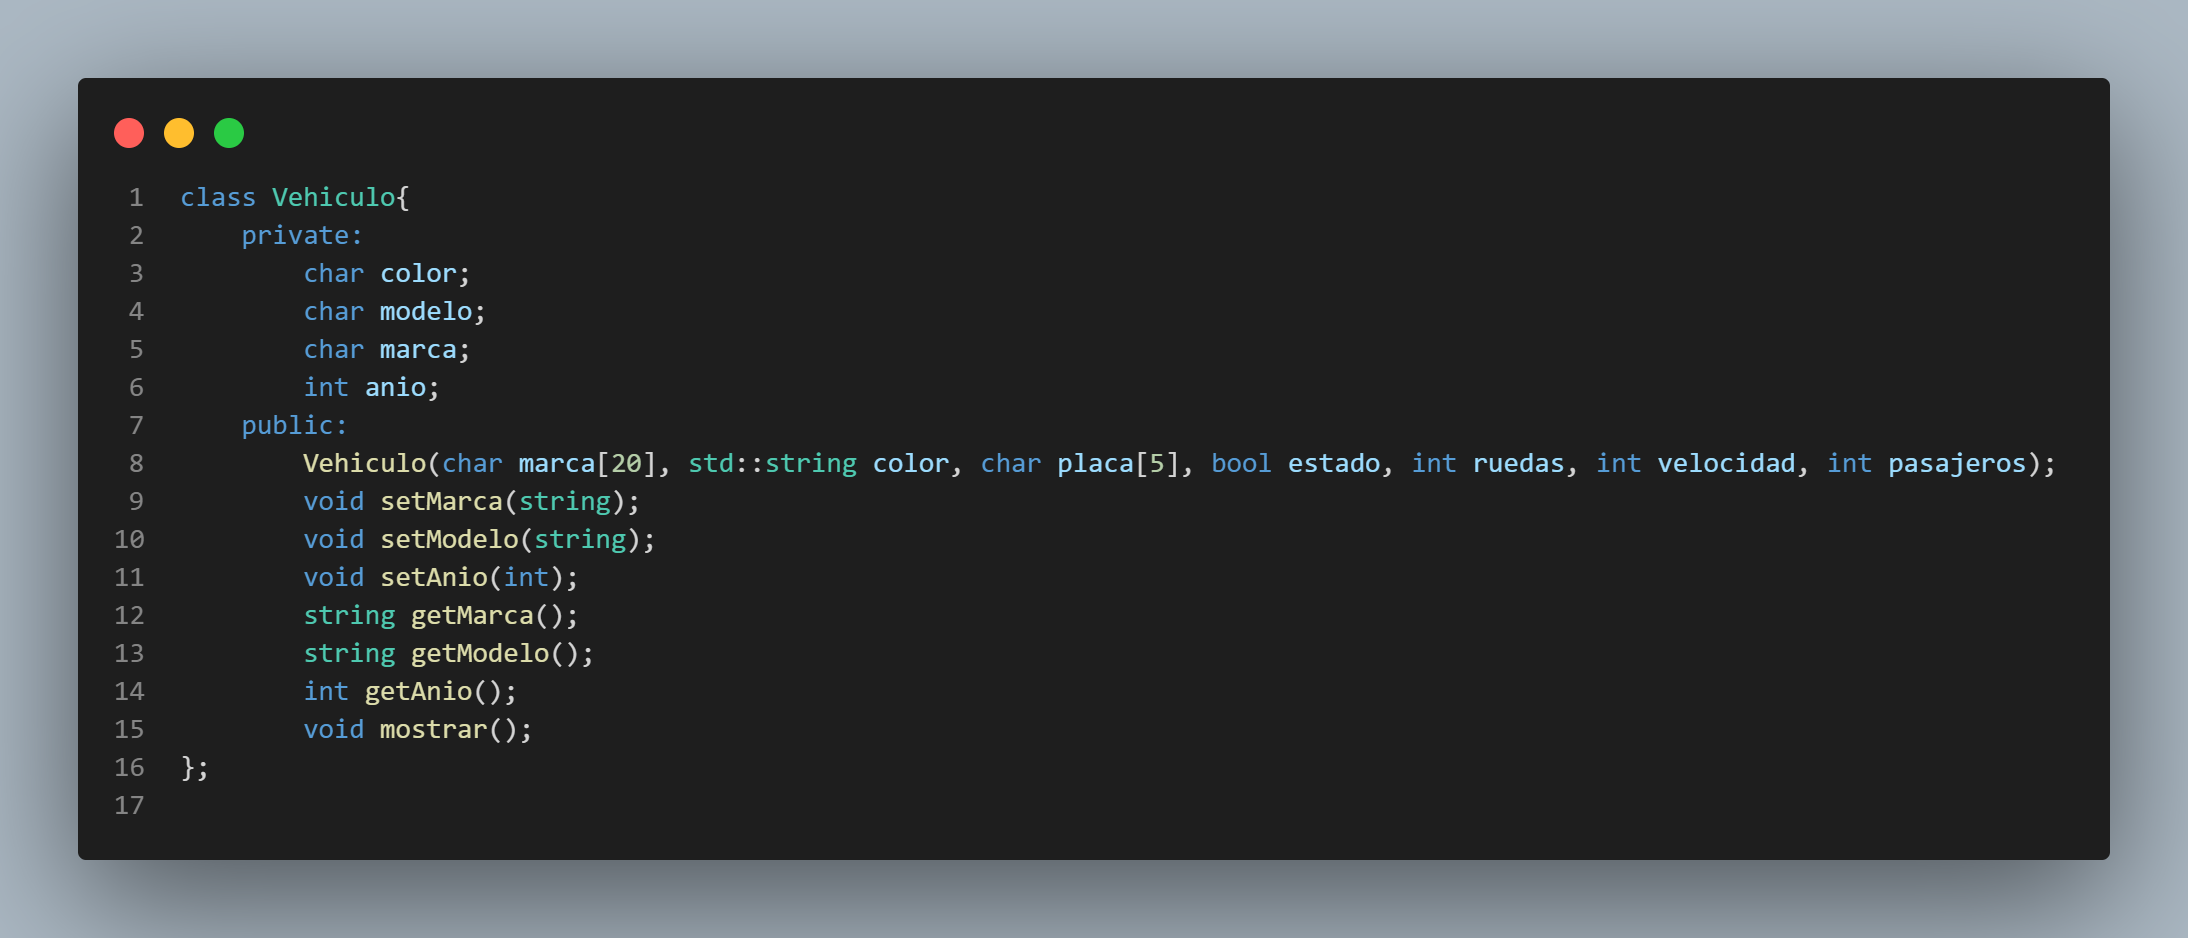 1 class Vehiculo{
2     private:
3         char color;
4         char modelo;
5         char marca;
6         int anio;
7     public:
8         Vehiculo(char marca[20], std::string color, char placa[5], bool estado, int ruedas, int velocidad, int pasajeros);
9         void setMarca(string);
10         void setModelo(string);
11         void setAnio(int);
12         string getMarca();
13         string getModelo();
14         int getAnio();
15         void mostrar();
16 };
17